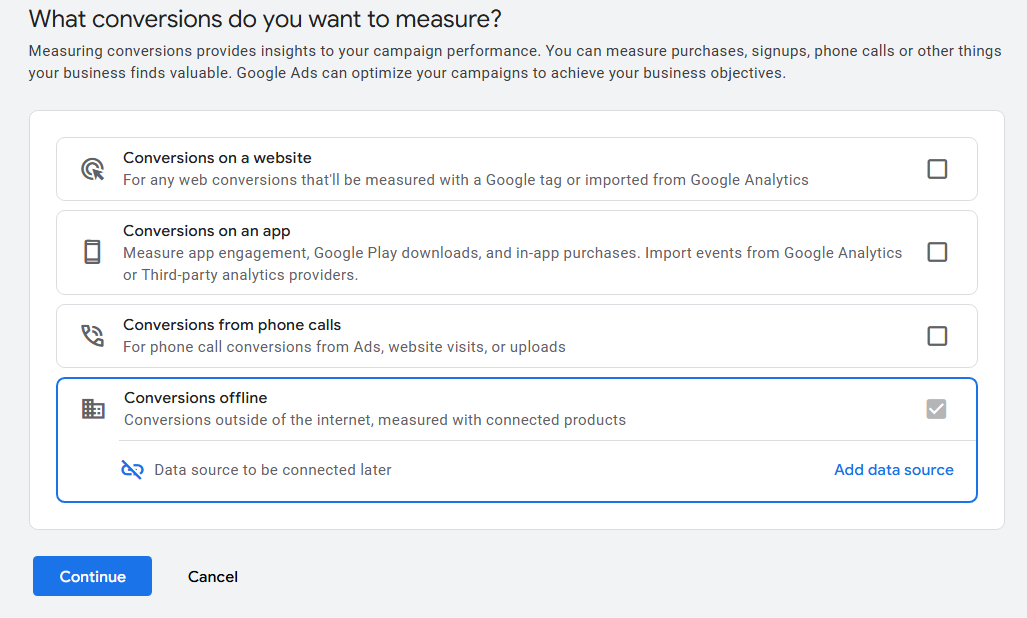 What conversions do you want to measure?
Measuring conversions provides insights to your campaign performance. You can measure purchases, signups, phone calls or other things
your business finds valuable. Google Ads can optimize your campaigns to achieve your business objectives.
Conversions on a website
For any web conversions that'll be measured with a Google tag or imported from Google Analytics
Conversions on an app
Measure app engagement, Google Play downloads, and in-app purchases. Import events from Google Analytics
or Third-party analytics providers.
Conversions from phone calls
For phone call conversions from Ads, website visits, or uploads
Conversions offline
Conversions outside of the internet, measured with connected products
Data source to be connected later
Add data source
Continue
Cancel